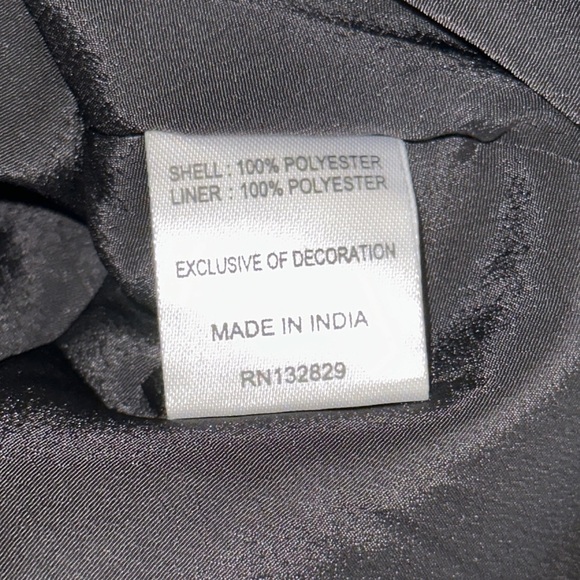 SHELL : 100% POLYESTER
LINER : 100% POLYESTER
EXCLUSIVE OF DECORATION
MADE IN INDIA
RN132829